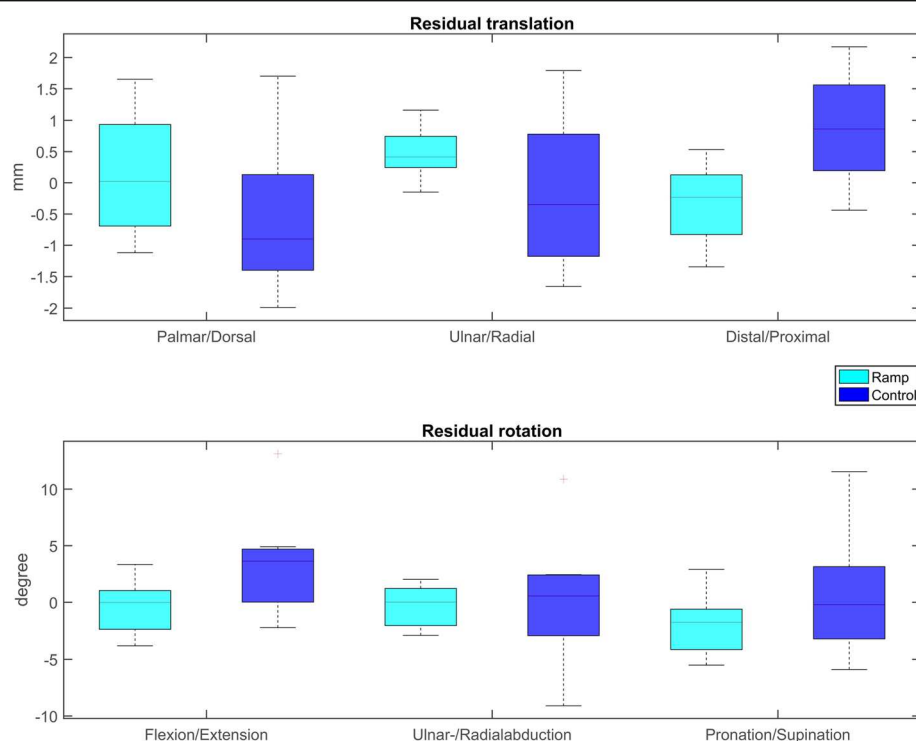 Residual translation
2
1.5
1
0.5
0
-0.5
-1
-1.5
-2
mm
Palmar/Dorsal Ulnar/Radial Distal/Proximal
Ramp
Control
Residual rotation
10
5
0
-5
-10
degree
Flexion/Extension Ulnar-/Radialabduction Pronation/Supination